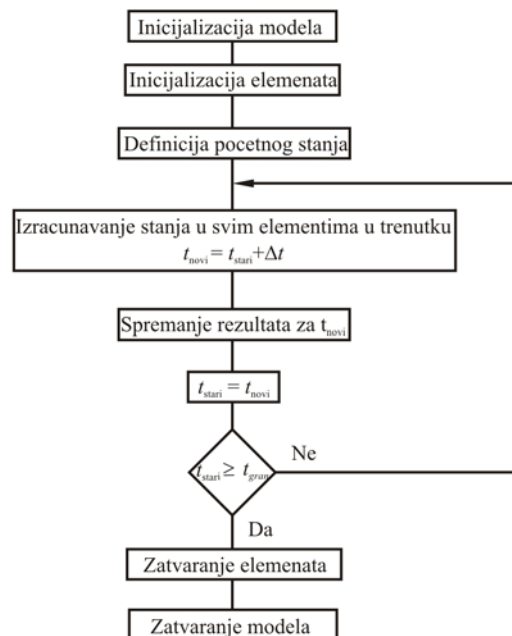 Inicijalizacija modela
Inicijalizacija elemenata
Definicija pocetnog stanja
Izracunavanje stanja u svim elementima u trenutku
t_novi = t_stari+Δt
Spremanje rezultata za t_novi
t_stari = t_novi
t_stari ≥ t_gran
Ne
Da
Zatvaranje elemenata
Zatvaranje modela